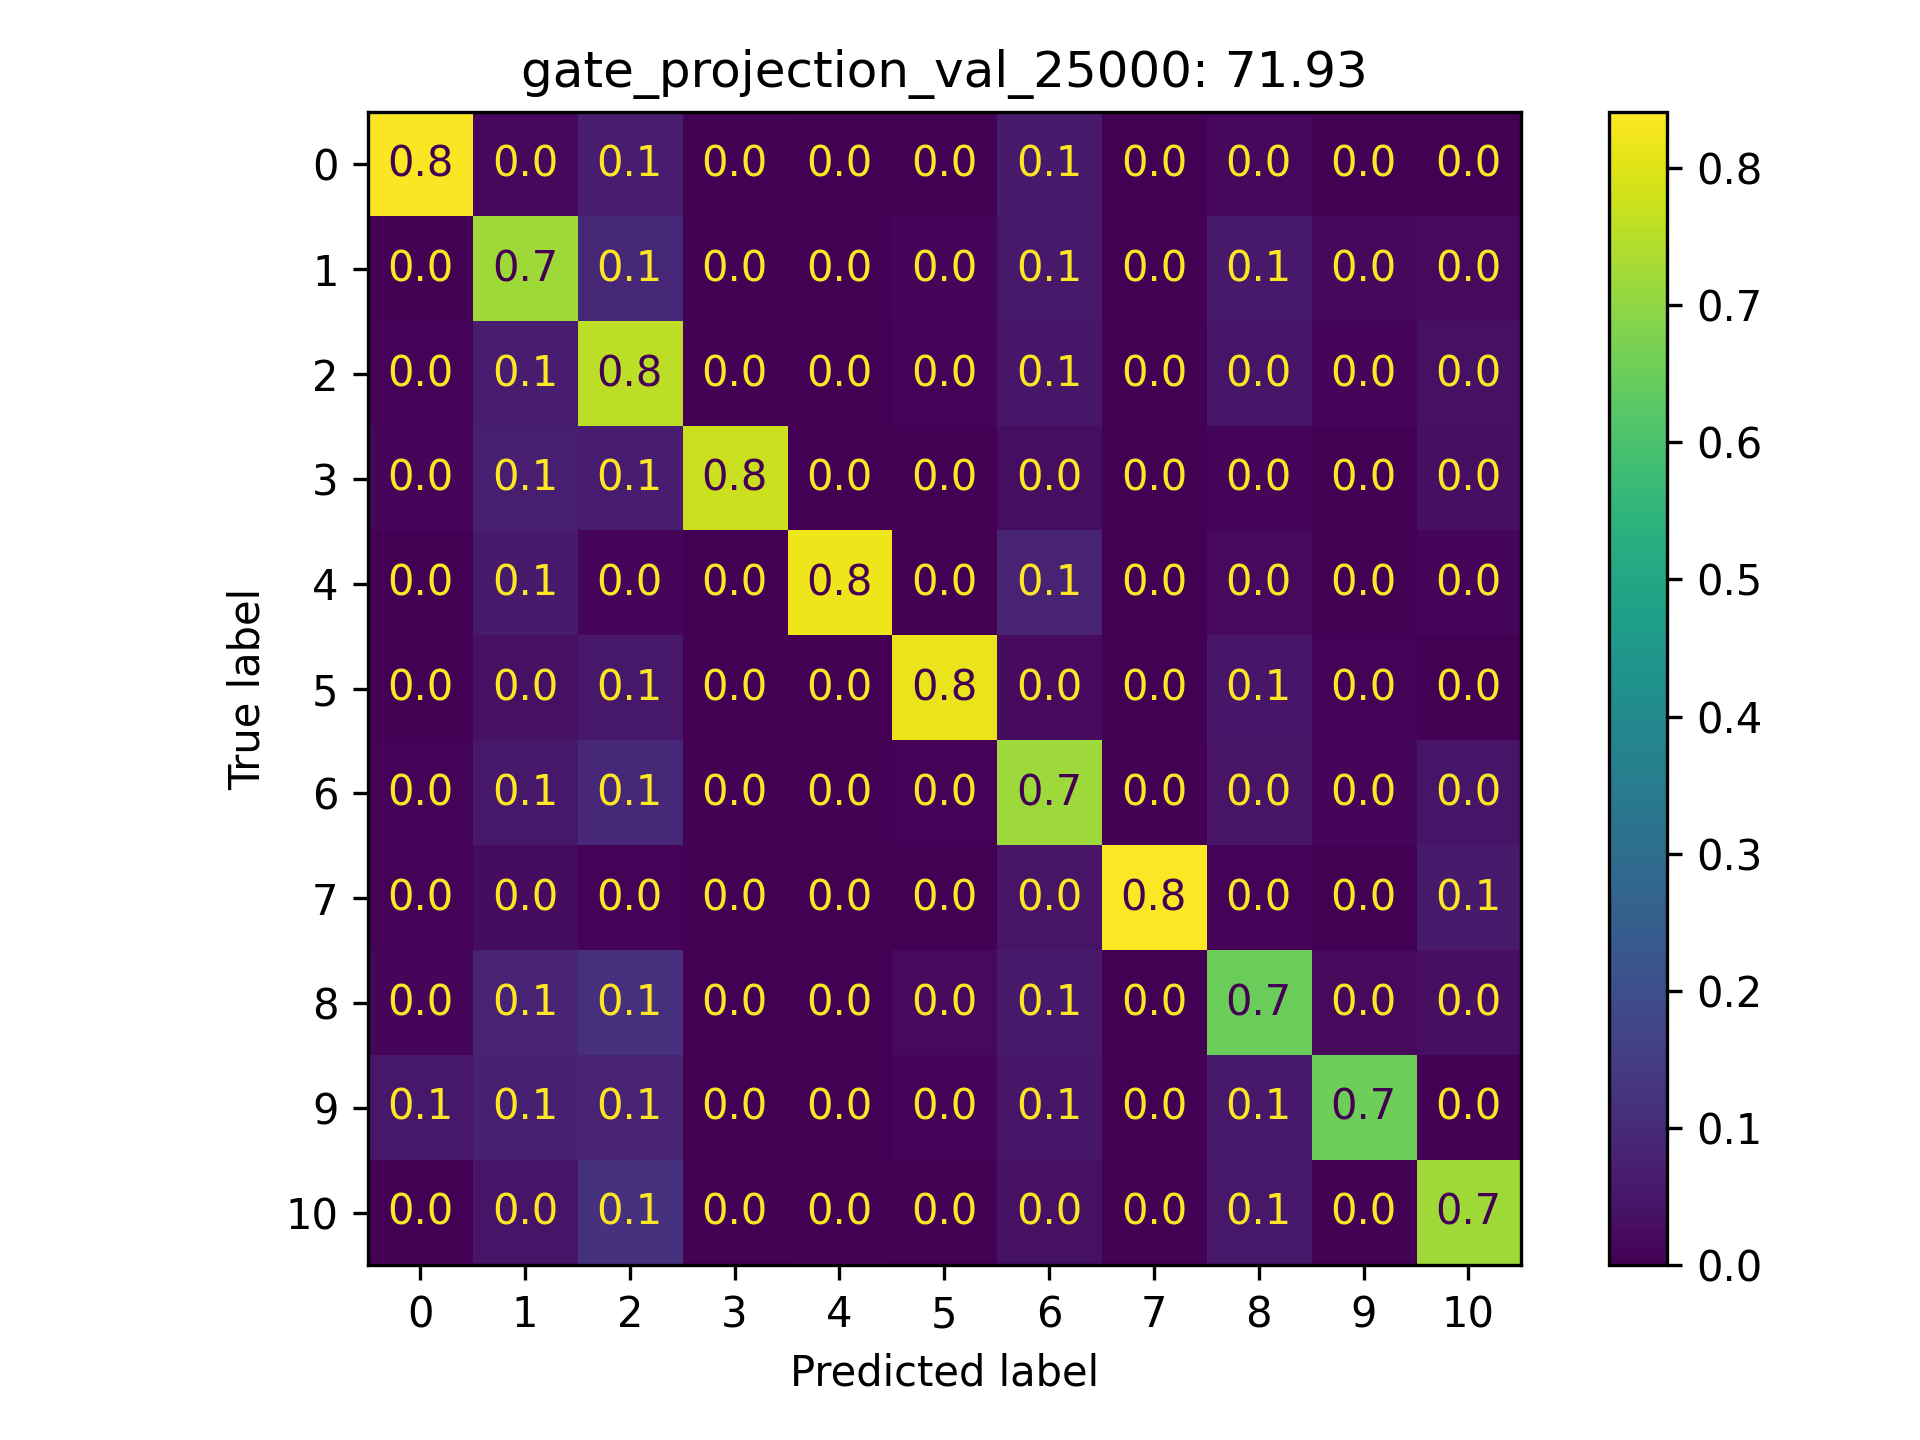 gate_projection_val_25000: 71.93
0 0.8 0.0 0.1 0.0 0.0 0.0 0.1 0.0 0.0 0.0 0.0
1 0.0 0.7 0.1 0.0 0.0 0.0 0.1 0.0 0.1 0.0 0.0
2 0.0 0.1 0.8 0.0 0.0 0.0 0.1 0.0 0.0 0.0 0.0
3 0.0 0.1 0.1 0.8 0.0 0.0 0.0 0.0 0.0 0.0 0.0
4 0.0 0.1 0.0 0.0 0.8 0.0 0.1 0.0 0.0 0.0 0.0
5 0.0 0.0 0.1 0.0 0.0 0.8 0.0 0.0 0.1 0.0 0.0
6 0.0 0.1 0.1 0.0 0.0 0.0 0.7 0.0 0.0 0.0 0.0
7 0.0 0.0 0.0 0.0 0.0 0.0 0.0 0.8 0.0 0.0 0.1
8 0.0 0.1 0.1 0.0 0.0 0.0 0.1 0.0 0.7 0.0 0.0
9 0.1 0.1 0.1 0.0 0.0 0.0 0.1 0.0 0.1 0.7 0.0
10 0.0 0.0 0.1 0.0 0.0 0.0 0.0 0.0 0.1 0.0 0.7
0 1 2 3 4 5 6 7 8 9 10
Predicted label
True label
0.8
0.7
0.6
0.5
0.4
0.3
0.2
0.1
0.0